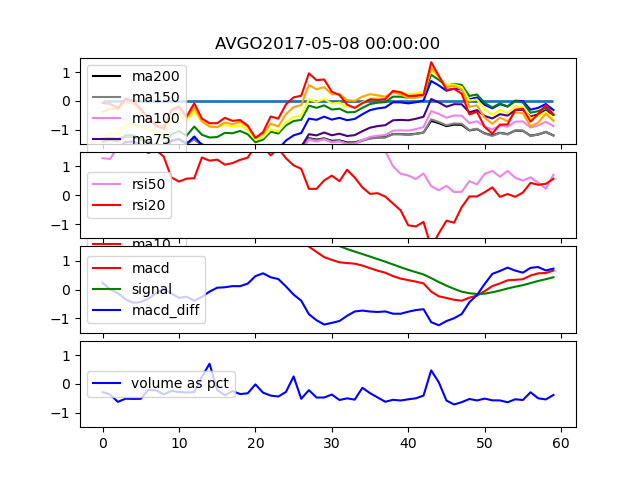 AVGO2017-05-08 00:00:00
1
0
−1
ma200
ma150
ma100
ma75
1
0
−1
rsi50
rsi20
ma10
1
0
−1
macd
signal
macd_diff
1
0
−1
volume as pct
0
10
20
30
40
50
60